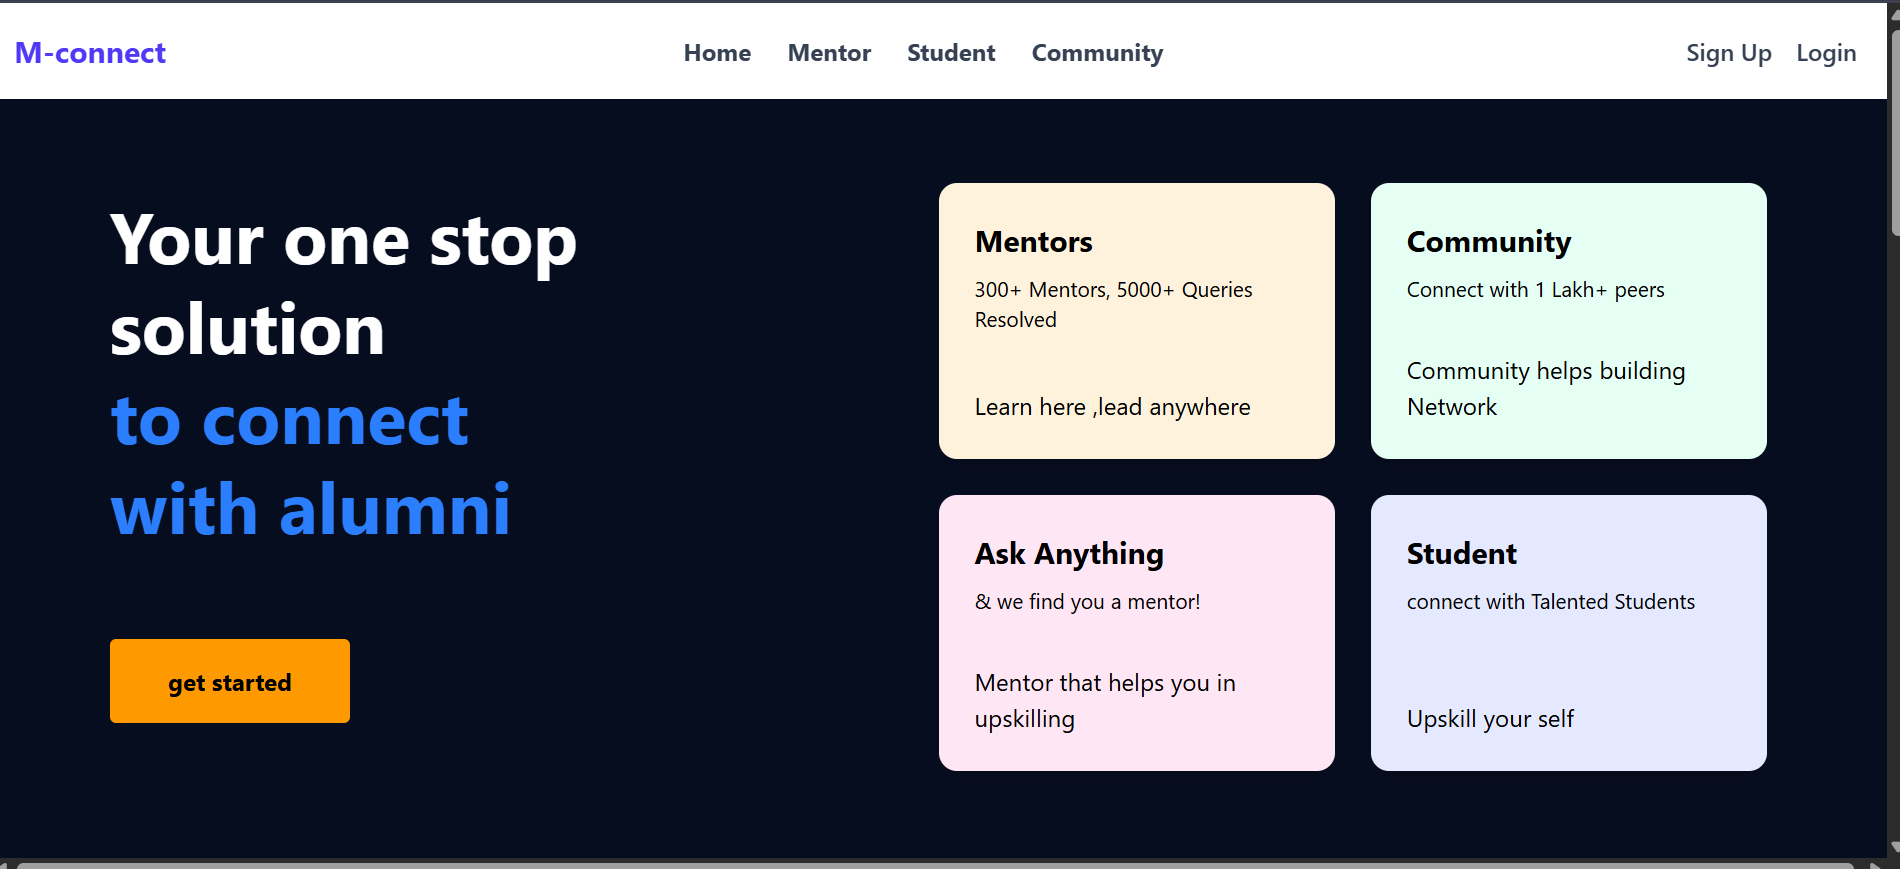 M-connect
Home Mentor Student Community
Sign Up Login
Your one stop
solution
to connect
with alumni
get started
Mentors
300+ Mentors, 5000+ Queries
Resolved
Learn here ,lead anywhere
Community
Connect with 1 Lakh+ peers
Community helps building
Network
Ask Anything
& we find you a mentor!
Mentor that helps you in
upskilling
Student
connect with Talented Students
Upskill your self